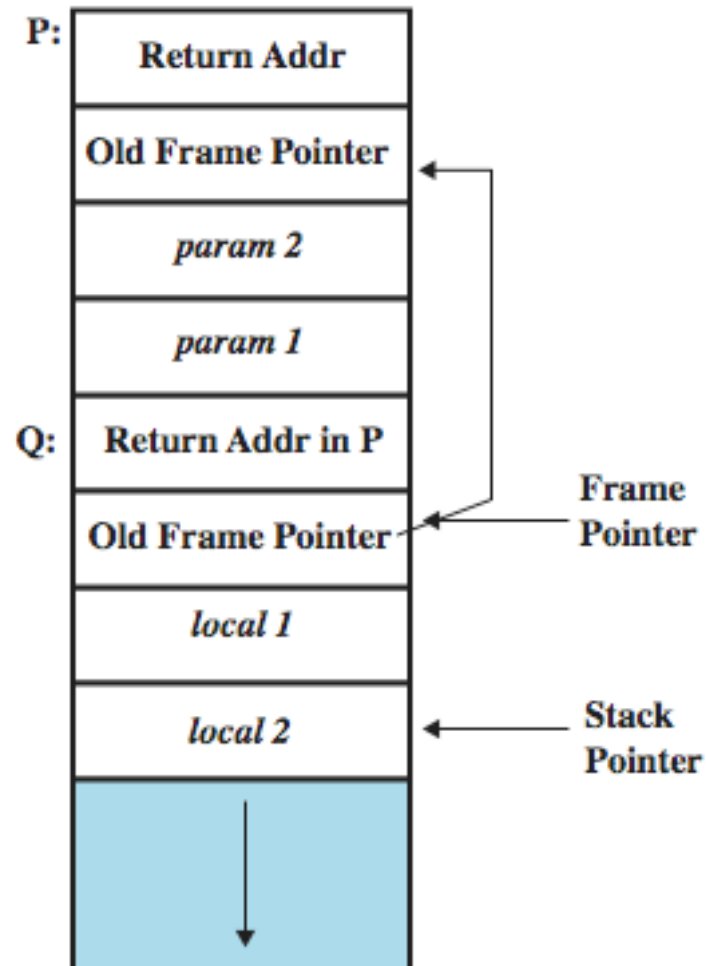 P:
Return Addr
Old Frame Pointer
param 2
param 1
Q:
Return Addr in P
Old Frame Pointer
Frame
Pointer
local 1
local 2
Stack
Pointer